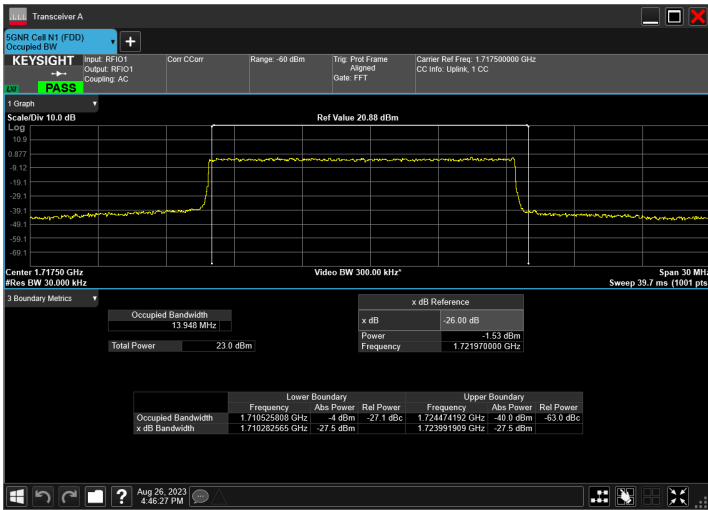 Transceiver A
5GNR Cell N1 (FDD)
Occupied BW
KEYSIGHT
LXI
PASS
Input: RFIO1
Output: RFIO1
Coupling: AC
Corr CCorr
Range: -60 dBm
Trig: Prot Frame
Aligned
Gate: FFT
Carrier Ref Freq: 1.717500000 GHz
CC Info: Uplink, 1 CC
1 Graph
Scale/Div 10.0 dB
Ref Value 20.88 dBm
Log
10.9
0.877
-9.12
-19.1
-29.1
-39.1
-49.1
-59.1
-69.1
Center 1.71750 GHz
Video BW 300.00 kHz*
Span 30 MHz
#Res BW 30.000 kHz
Sweep 39.7 ms (1001 pts
3 Boundary Metrics
Occupied Bandwidth
13.948 MHz
Total Power 23.0 dBm
x dB Reference
x dB -26.00 dB
Power -1.53 dBm
Frequency 1.721970000 GHz
Lower Boundary Upper Boundary
Frequency Abs Power Rel Power Frequency Abs Power Rel Power
Occupied Bandwidth 1.710525808 GHz -4 dBm -27.1 dBc 1.724474192 GHz -40.0 dBm -63.0 dBc
x dB Bandwidth 1.710282565 GHz -27.5 dBm 1.723991909 GHz -27.5 dBm
?
Aug 26, 2023
4:46:27 PM